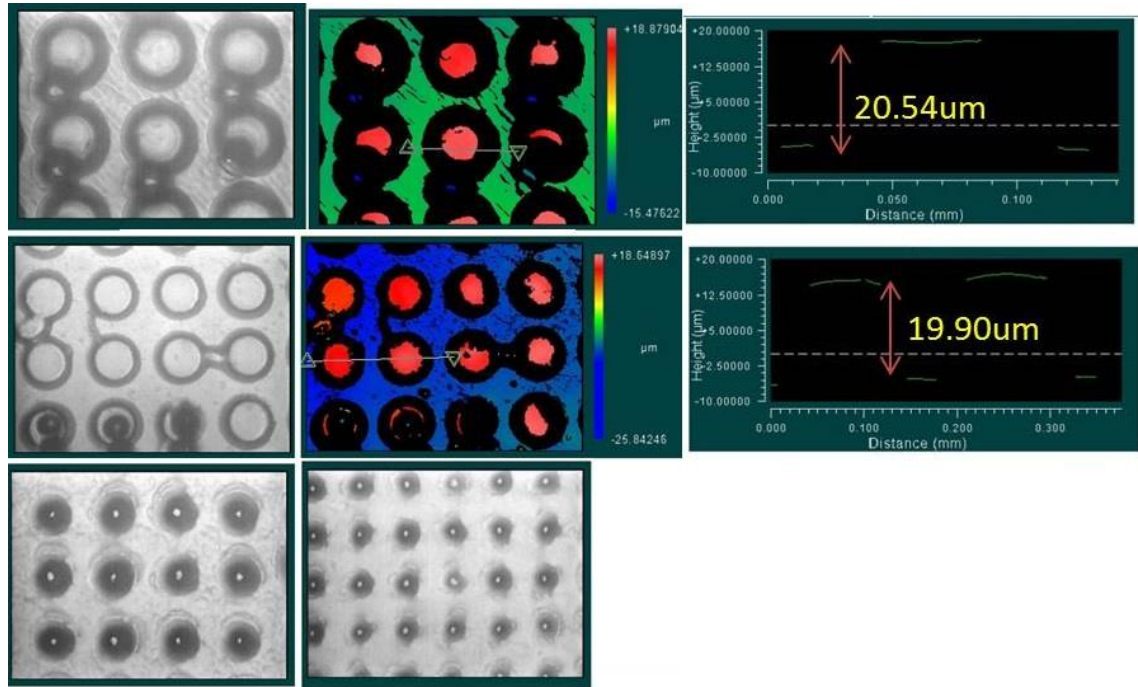 +18.87904
µm
-15.47622
Height (µm)
+20.00000
+12.50000
+5.00000
-2.50000
-10.00000
20.54um
0.000
0.050
0.100
Distance (mm)
+18.64897
µm
-25.84246
Height (µm)
+20.00000
+12.50000
+5.00000
-2.50000
-10.00000
19.90um
0.000
0.100
0.200
0.300
Distance (mm)